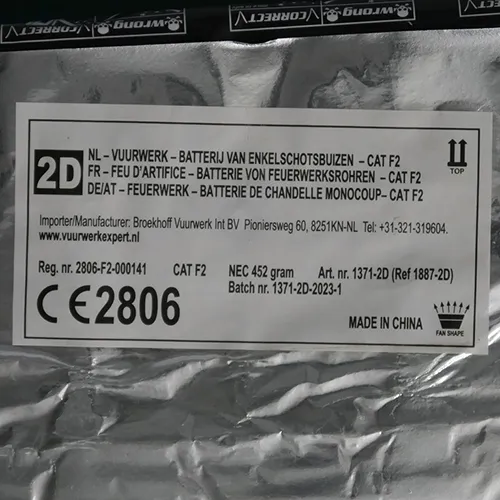 wrong
CORRECT
wrong
CORRECT
2D
NL – VUURWERK – BATTERIJ VAN ENKELSCHOTSBUIZEN – CAT F2
FR – FEU D'ARTIFICE – BATTERIE VON FEUERWERKSROHREN – CAT F2
DE/AT – FEUERWERK – BATTERIE DE CHANDELLE MONOCOUP– CAT F2
TOP
Importer/Manufacturer: Broekhoff Vuurwerk Int BV Pioniersweg 60, 8251KN-NL Tel: +31-321-319604.
www.vuurwerkexpert.nl
Reg. nr. 2806-F2-000141 CAT F2 NEC 452 gram Art. nr. 1371-2D (Ref 1887-2D)
Batch nr. 1371-2D-2023-1
CE2806
MADE IN CHINA
FAN SHAPE